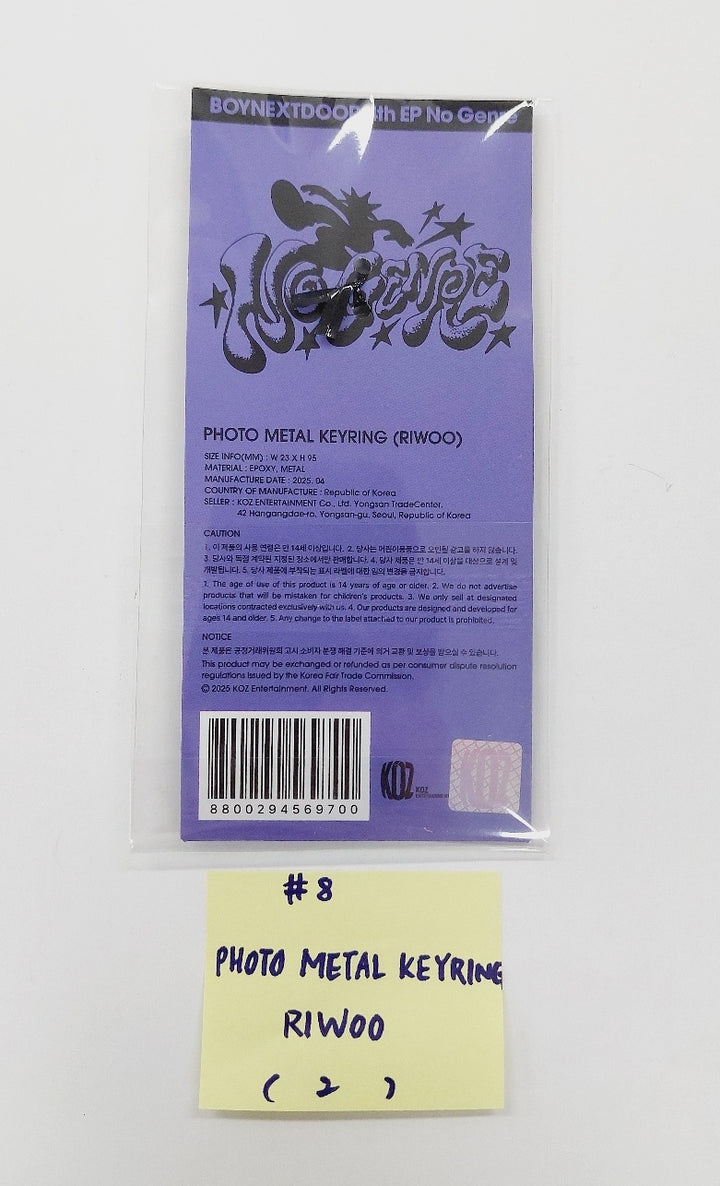 BOYNEXTDOOR 4th EP No Genre
NO GENRE
PHOTO METAL KEYRING (RIWOO)
SIZE INFO(MM) : W 23 X H 95
MATERIAL : EPOXY, METAL
MANUFACTURE DATE : 2025. 04
COUNTRY OF MANUFACTURE : Republic of Korea
SELLER : KOZ ENTERTAINMENT Co., Ltd. Yongsan TradeCenter,
42 Hangangdae-ro, Yongsan-gu, Seoul, Republic of Korea
CAUTION
1. 이 제품의 사용 연령은 만 14세 이상입니다. 2. 당사는 어린이용품으로 오인될 광고를 하지 않습니다.
3. 당사와 독점 계약된 지정된 장소에서만 판매합니다. 4. 당사 제품은 만 14세 이상을 대상으로 설계 및
개발됩니다. 5. 당사 제품에 부착되는 표시 라벨에 대한 임의 변경을 금지합니다.
1. The age of use of this product is 14 years of age or older. 2. We do not advertise
products that will be mistaken for children's products. 3. We only sell at designated
locations contracted exclusively with us. 4. Our products are designed and developed for
ages 14 and older. 5. Any change to the label attached to our product is prohibited.
NOTICE
본 제품은 공정거래위원회 고시 소비자 분쟁 해결 기준에 의거 교환 및 보상을 받으실 수 있습니다.
This product may be exchanged or refunded as per consumer dispute resolution
regulations issued by the Korea Fair Trade Commission.
© 2025 KOZ Entertainment. All Rights Reserved.
8800294569700
KOZ
KOZ
ENTERTAINMENT
KOZ
#8
PHOTO METAL KEYRING
RIWOO
( 2 )